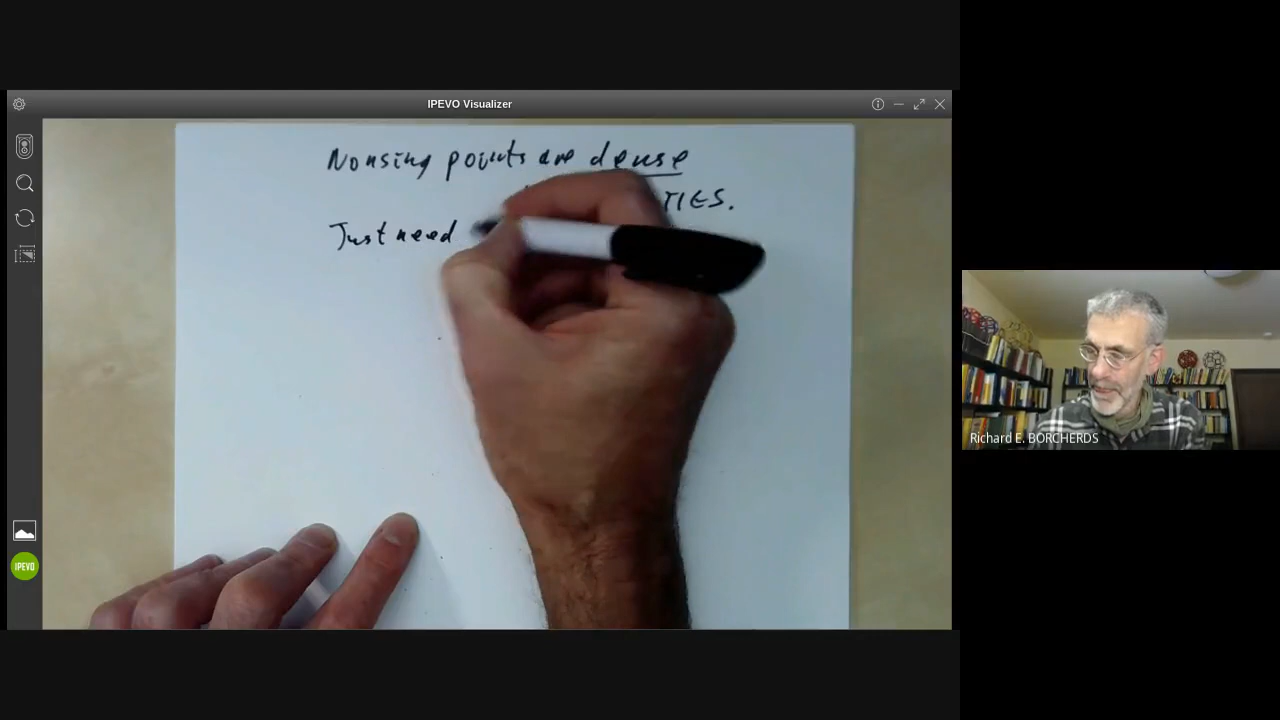 IPEVO Visualizer
Nonsing points are dense
TIES.
Just need
IPEVO
Richard E. BORCHERDS